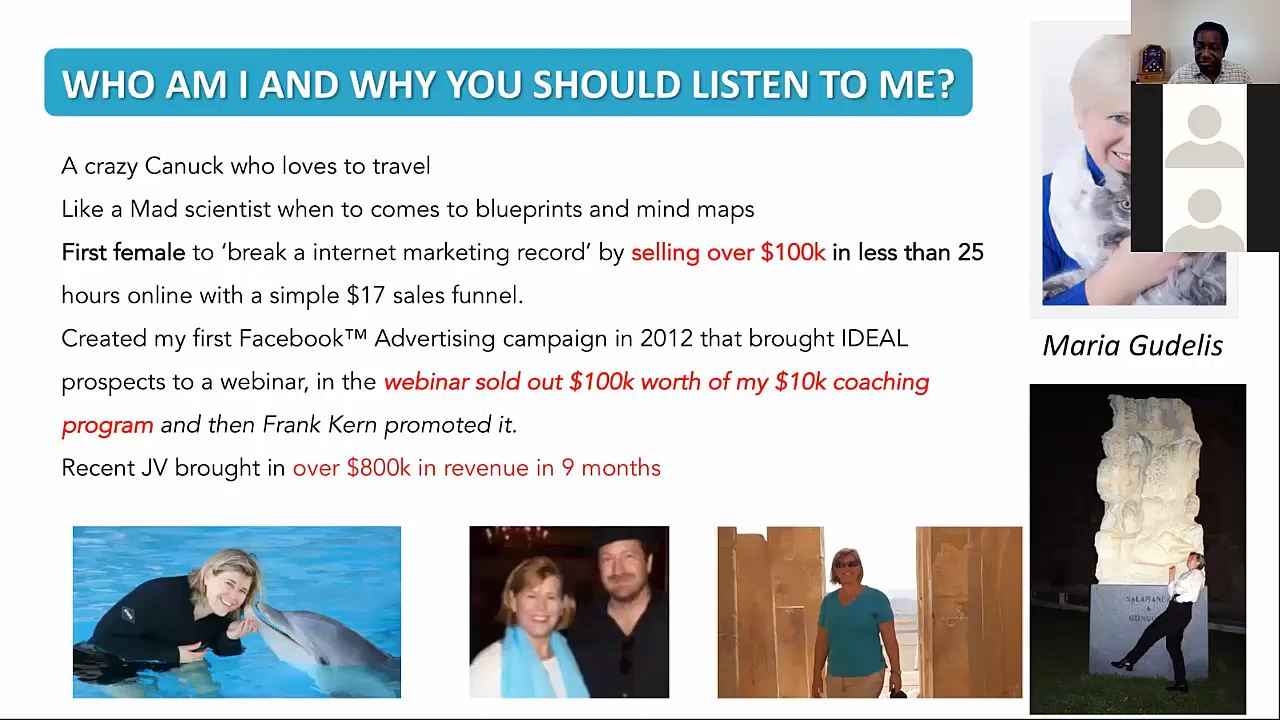 WHO AM I AND WHY YOU SHOULD LISTEN TO ME?
A crazy Canuck who loves to travel
Like a Mad scientist when to comes to blueprints and mind maps
First female to ‘break a internet marketing record’ by selling over $100k in less than 25
hours online with a simple $17 sales funnel.
Created my first Facebook™ Advertising campaign in 2012 that brought IDEAL
prospects to a webinar, in the webinar sold out $100k worth of my $10k coaching
program and then Frank Kern promoted it.
Recent JV brought in over $800k in revenue in 9 months
Maria Gudelis
SALAMANCA
A